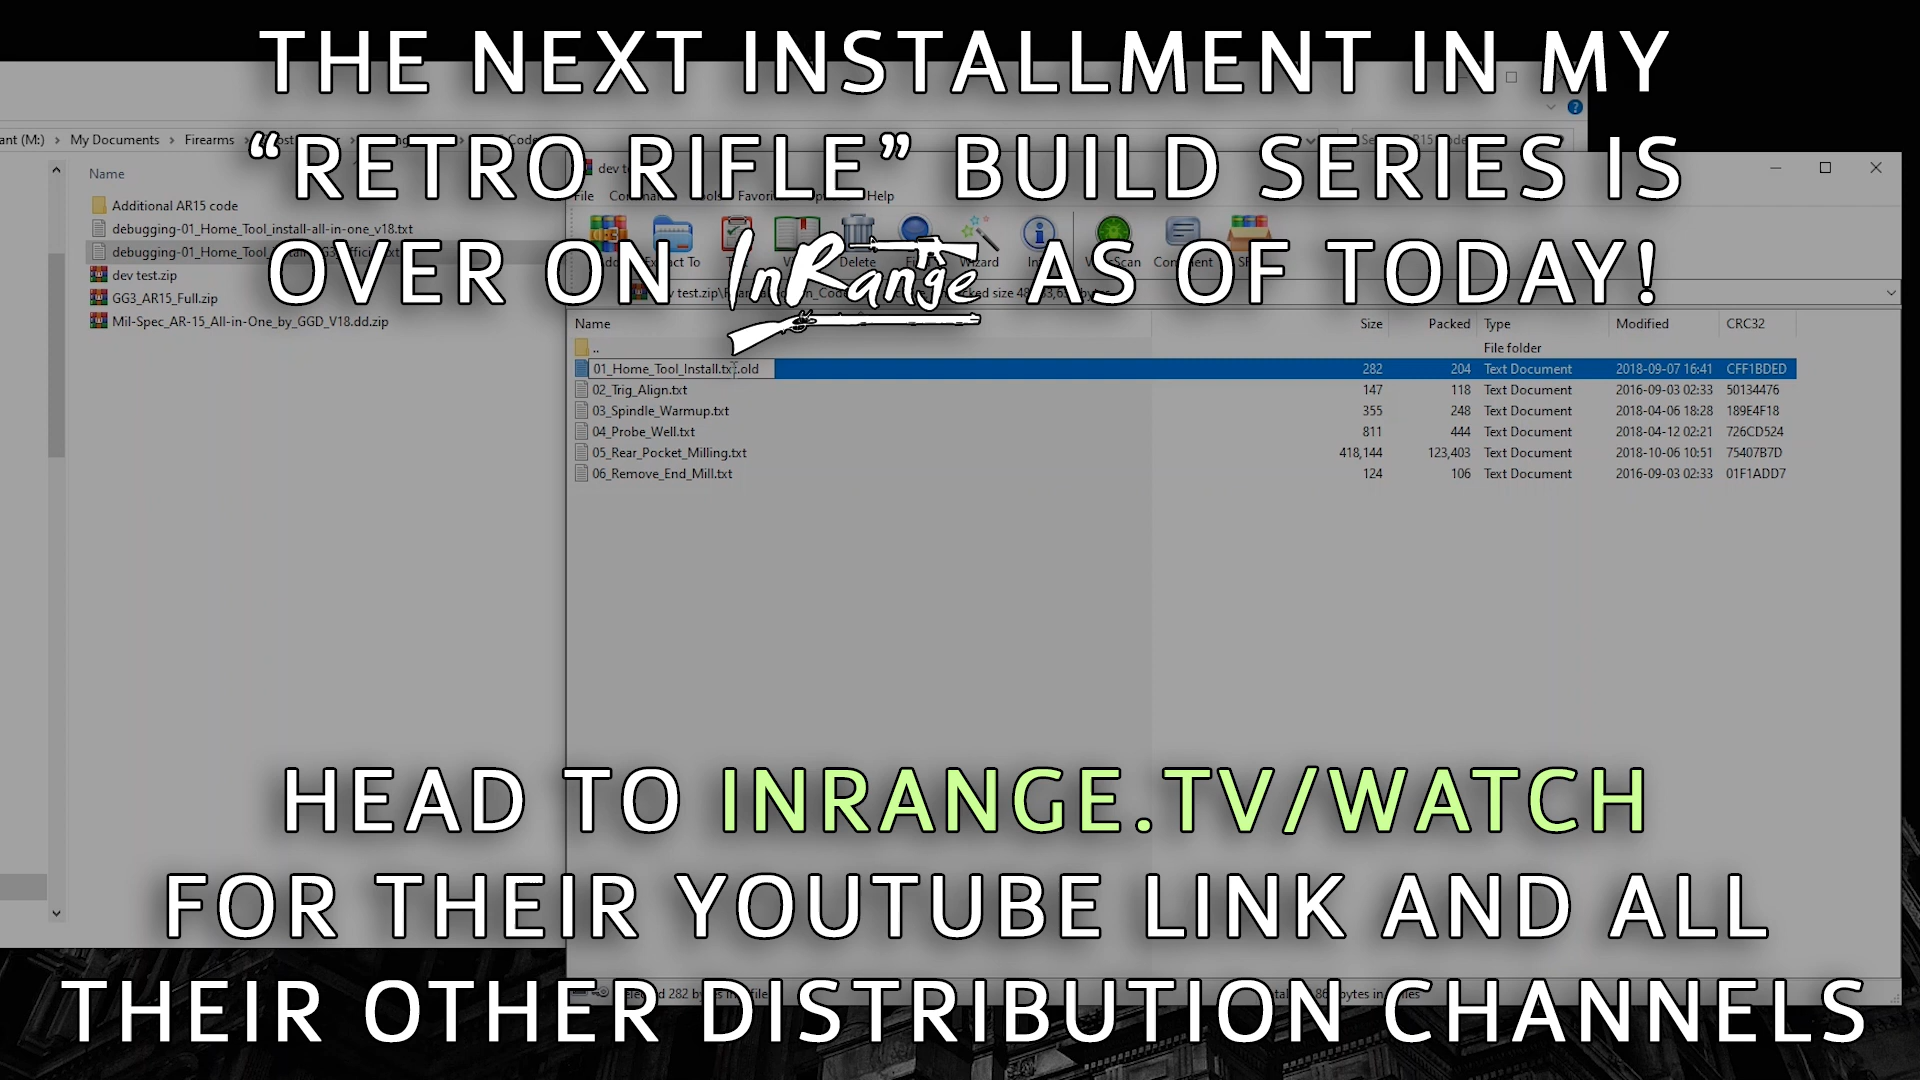 THE NEXT INSTALLMENT IN MY
“RETRO RIFLE” BUILD SERIES IS
OVER ON InRange AS OF TODAY!
ant (M:) > My Documents > Firearms >
Name
Additional AR15 code
debugging-01_Home_Tool_install-all-in-one_v18.txt
debugging-01_Home_Tool_
dev test.zip
GG3_AR15_Full.zip
Mil-Spec_AR-15_All-in-One_by_GGD_V18.dd.zip
File Help
Delete
Name Size Packed Type Modified CRC32
.. File folder
01_Home_Tool_Install.txt.old 282 204 Text Document 2018-09-07 16:41 CFF1BDED
02_Trig_Align.txt 147 118 Text Document 2016-09-03 02:33 50134476
03_Spindle_Warmup.txt 355 248 Text Document 2018-04-06 18:28 189E4F18
04_Probe_Well.txt 811 444 Text Document 2018-04-12 02:21 726CD524
05_Rear_Pocket_Milling.txt 418,144 123,403 Text Document 2018-10-06 10:51 75407B7D
06_Remove_End_Mill.txt 124 106 Text Document 2016-09-03 02:33 01F1ADD7
HEAD TO INRANGE.TV/WATCH
FOR THEIR YOUTUBE LINK AND ALL
THEIR OTHER DISTRIBUTION CHANNELS